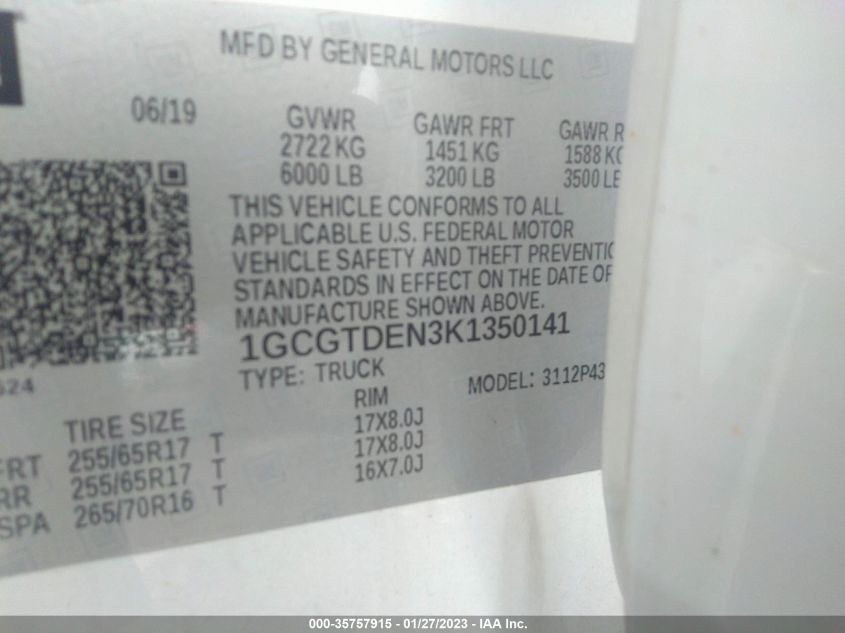 MFD BY GENERAL MOTORS LLC
06/19 GVWR GAWR FRT GAWR R
2722 KG 1451 KG 1588 KG
6000 LB 3200 LB 3500 LB
THIS VEHICLE CONFORMS TO ALL
APPLICABLE U.S. FEDERAL MOTOR
VEHICLE SAFETY AND THEFT PREVENTIO
STANDARDS IN EFFECT ON THE DATE OF
MANUFACTURE SHOWN ABOVE.
1GCGTDEN3K1350141
TYPE: TRUCK MODEL: 3112P43
TIRE SIZE RIM
FRT 255/65R17 T 17X8.0J
RR 255/65R17 T 17X8.0J
SPA 265/70R16 T 16X7.0J
000-35757915 - 01/27/2023 - IAA Inc.